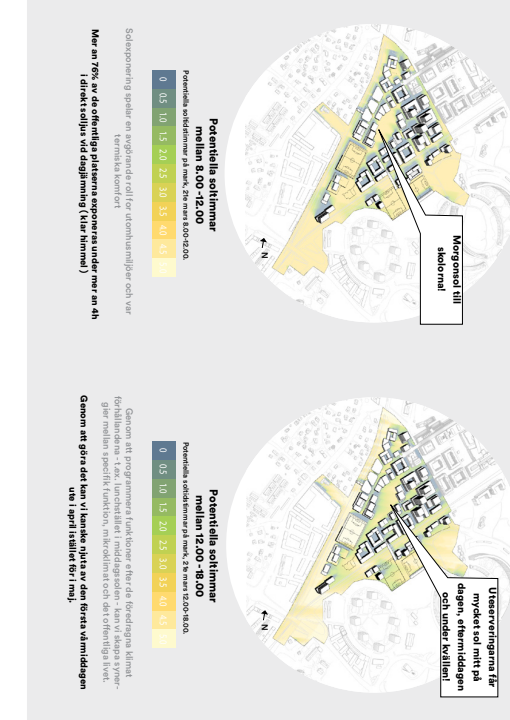 Morgonsol till
skolorna!
N
Potentiella soltimmar
mellan 8.00-12.00
Potentiella soltidstimmar på mark, 21e mars 8.00-12.00.
0 0.5 1.0 1.5 2.0 2.5 3.0 3.5 4.0 4.5
Solexponering spelar en avgörande roll for utomhusmiljöer och var
termiska komfort
Mer an 76% av de offentliga platserna exponeras under mer an 4h
i direkt solljus vid dagjämning ( klar himmel )
Uteserveringarna får
mycket sol mitt på
dagen, eftermiddagen
och under kvällen!
N
Potentiella soltimmar
mellan 12.00-18.00
Potentiella soltidstimmar på mark, 21e mars 12.00-18.00.
0 0.5 1.0 1.5 2.0 2.5 3.0 3.5 4.0 4.5
Genom att programmera funktioner efter de föredragna klimat
förhållandena - t.ex. lunchstället i middagssolen - kan vi skapa syner-
gier mellan specifik funktion, mikroklimat och det offentliga livet.
Genom att göra det kan vi kanske njuta av den första vårmiddagen
ute i april istället för i maj.